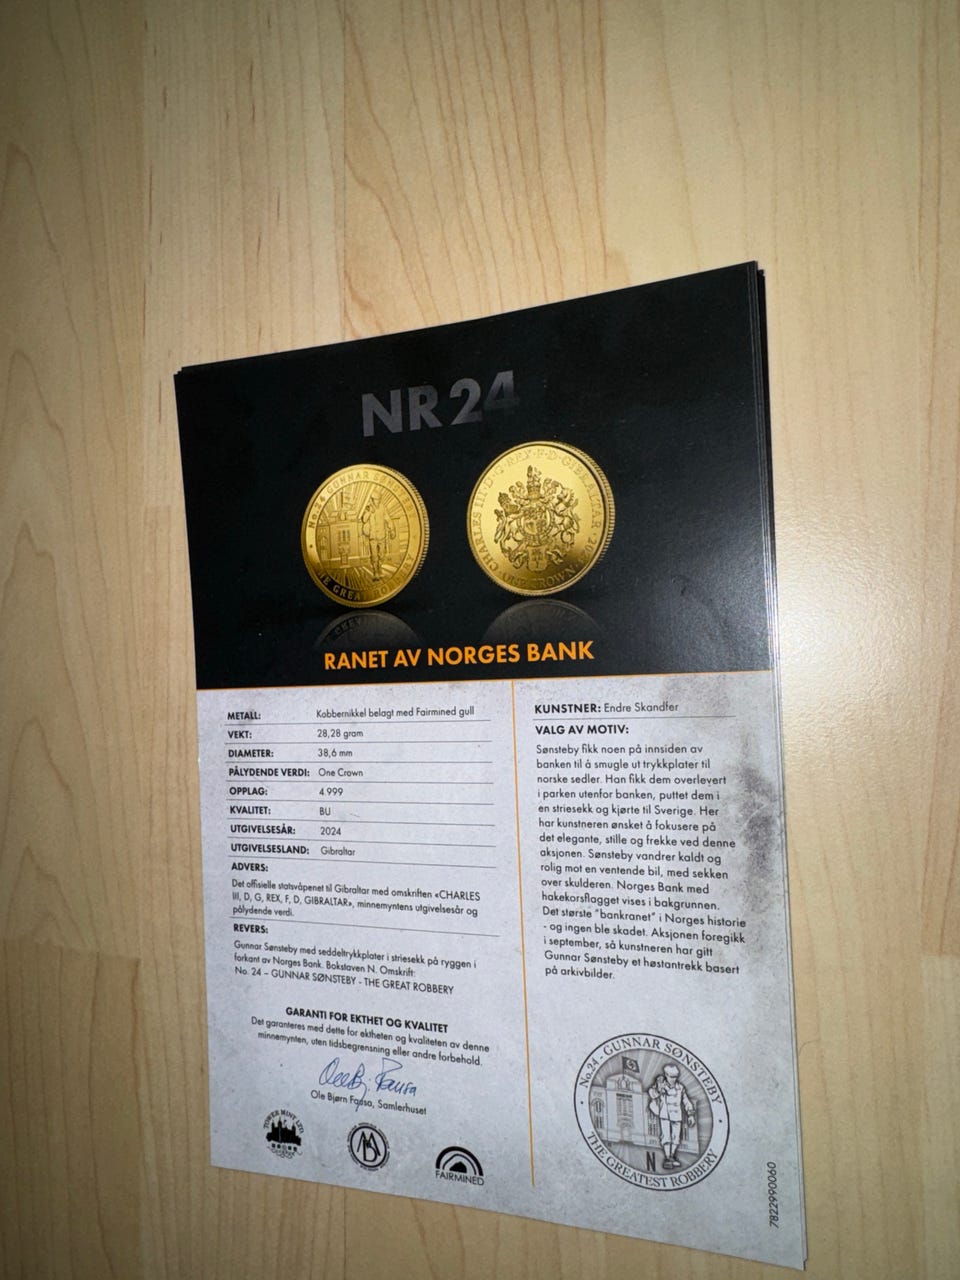 NR 24
No. 24 GUNNAR SØNSTEBY
CHARLES III · D · G · REX · F · D · GIBRALTAR · 20
ONE CROWN
RANET AV NORGES BANK
METALL: Kobbernikkel belagt med Fairmined gull
VEKT: 28,28 gram
DIAMETER: 38,6 mm
PÅLYDENDE VERDI: One Crown
OPPLAG: 4.999
KVALITET: BU
UTGIVELSESÅR: 2024
UTGIVELSESLAND: Gibraltar
ADVERS:
Det offisielle statsvåpenet til Gibraltar med omskriften «CHARLES
III, D, G, REX, F, D, GIBRALTAR», minnemyntens utgivelsesår og
pålydende verdi.
REVERS:
Gunnar Sønsteby med seddeltrykkplater i striesekk på ryggen i
forkant av Norges Bank. Bokstaven N. Omskrift:
No. 24 – GUNNAR SØNSTEBY - THE GREAT ROBBERY
GARANTI FOR EKTHET OG KVALITET
Det garanteres med dette for ektheten og kvaliteten av denne
minnemynten, uten tidsbegrensning eller andre forbehold.
Ole Bjørn Fausa, Samlerhuset
TOWER MINT LTD
FAIRMINED
KUNSTNER: Endre Skandfer
VALG AV MOTIV:
Sønsteby fikk noen på innsiden av
banken til å smugle ut trykkplater til
norske sedler. Han fikk dem overlevert
i parken utenfor banken, puttet dem i
en striesekk og kjørte til Sverige. Her
har kunstneren ønsket å fokusere på
det elegante, stille og frekke ved denne
aksjonen. Sønsteby vandrer kaldt og
rolig mot en ventende bil, med sekken
over skulderen. Norges Bank med
hakekorsflagget vises i bakgrunnen.
Det største "bankranet" i Norges historie
- og ingen ble skadet. Aksjonen foregikk
i september, så kunstneren har gitt
Gunnar Sønsteby et høstantrekk basert
på arkivbilder.
No. 24 - GUNNAR SØNSTEBY
N
THE GREATEST ROBBERY
7822990060